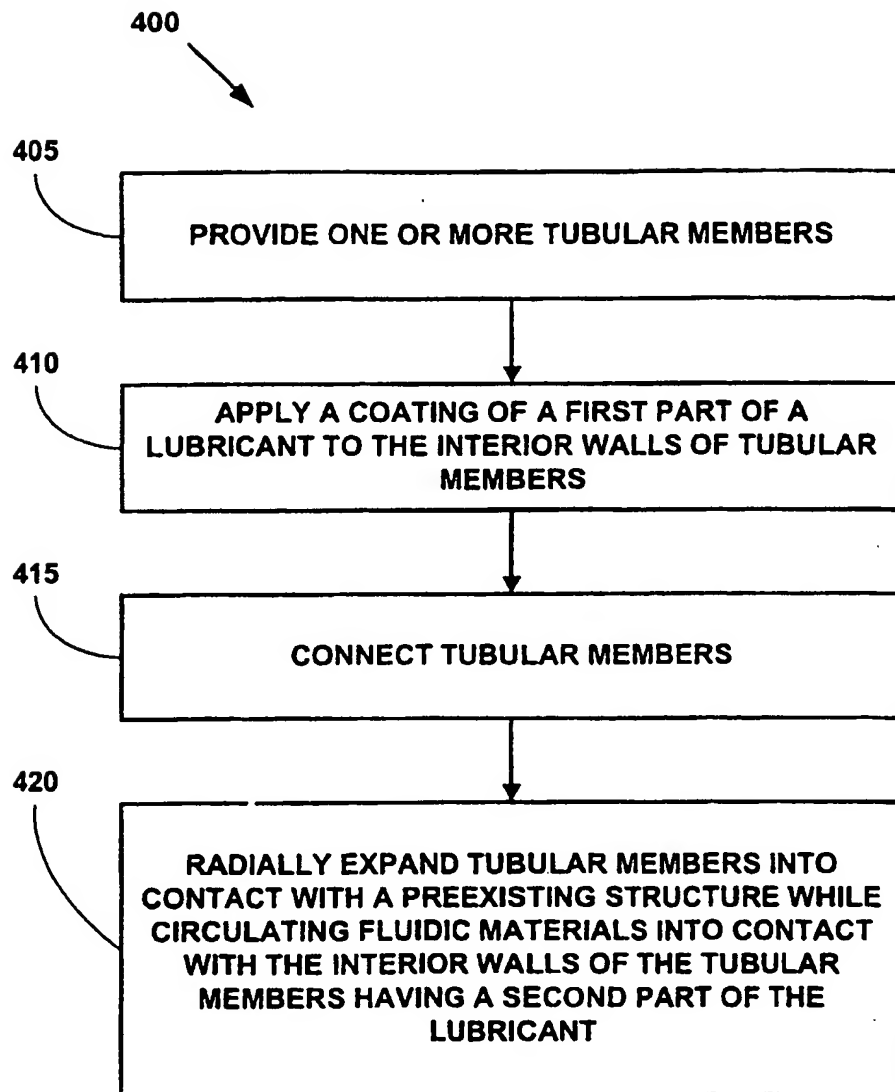 400
405
PROVIDE ONE OR MORE TUBULAR MEMBERS
410
APPLY A COATING OF A FIRST PART OF A
LUBRICANT TO THE INTERIOR WALLS OF TUBULAR
MEMBERS
415
CONNECT TUBULAR MEMBERS
420
RADIALLY EXPAND TUBULAR MEMBERS INTO
CONTACT WITH A PREEXISTING STRUCTURE WHILE
CIRCULATING FLUIDIC MATERIALS INTO CONTACT
WITH THE INTERIOR WALLS OF THE TUBULAR
MEMBERS HAVING A SECOND PART OF THE
LUBRICANT